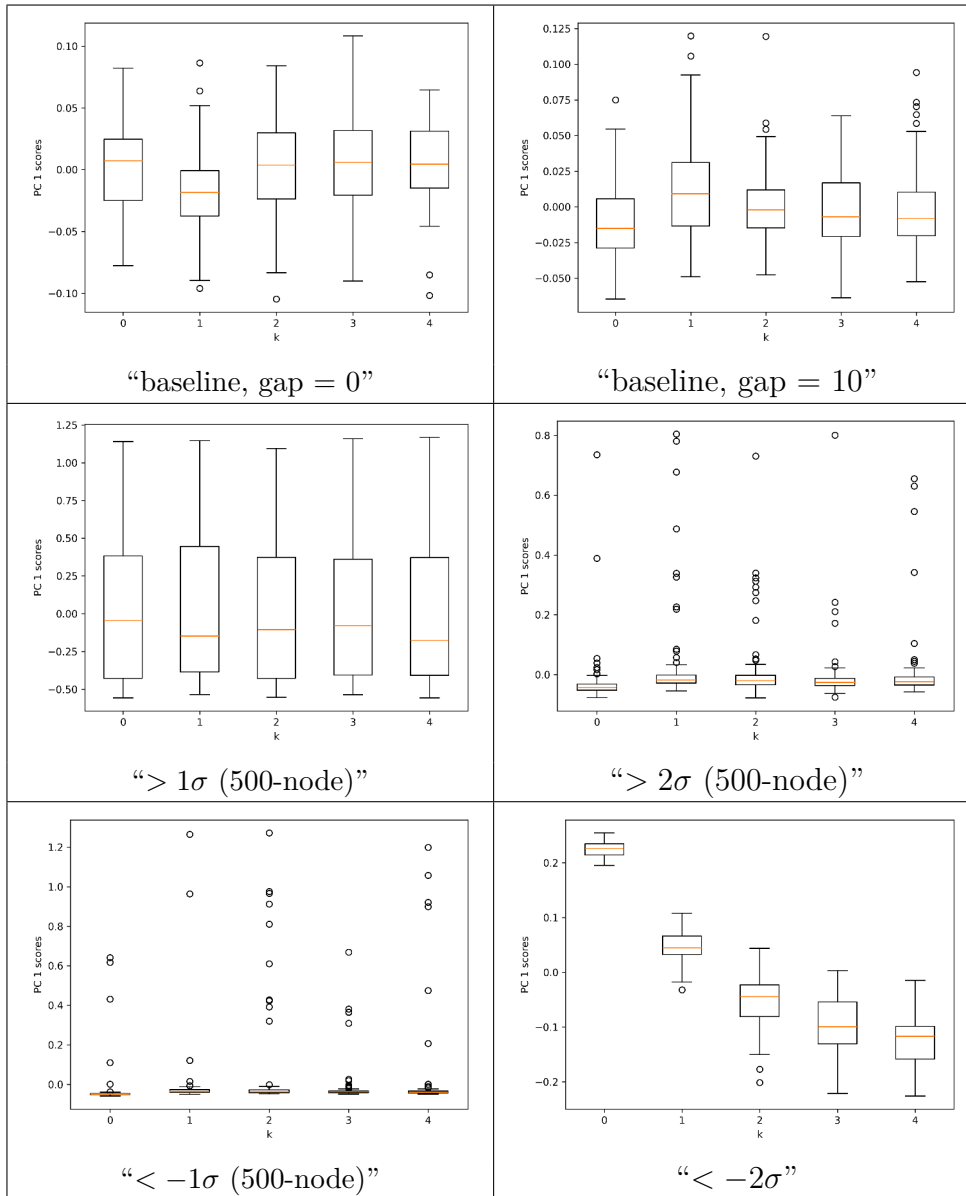 0.10
0.05
0.00
−0.05
−0.10
PC 1 scores
0 1 2 3 4
k
“baseline, gap = 0”
0.125
0.100
0.075
0.050
0.025
0.000
−0.025
−0.050
PC 1 scores
0 1 2 3 4
k
“baseline, gap = 10”
1.25
1.00
0.75
0.50
0.25
0.00
−0.25
−0.50
PC 1 scores
0 1 2 3 4
k
“> 1σ (500-node)”
0.8
0.6
0.4
0.2
0.0
PC 1 scores
0 1 2 3 4
k
“> 2σ (500-node)”
1.2
1.0
0.8
0.6
0.4
0.2
0.0
PC 1 scores
0 1 2 3 4
k
“< −1σ (500-node)”
0.2
0.1
0.0
−0.1
−0.2
PC 1 scores
0 1 2 3 4
k
“< −2σ”